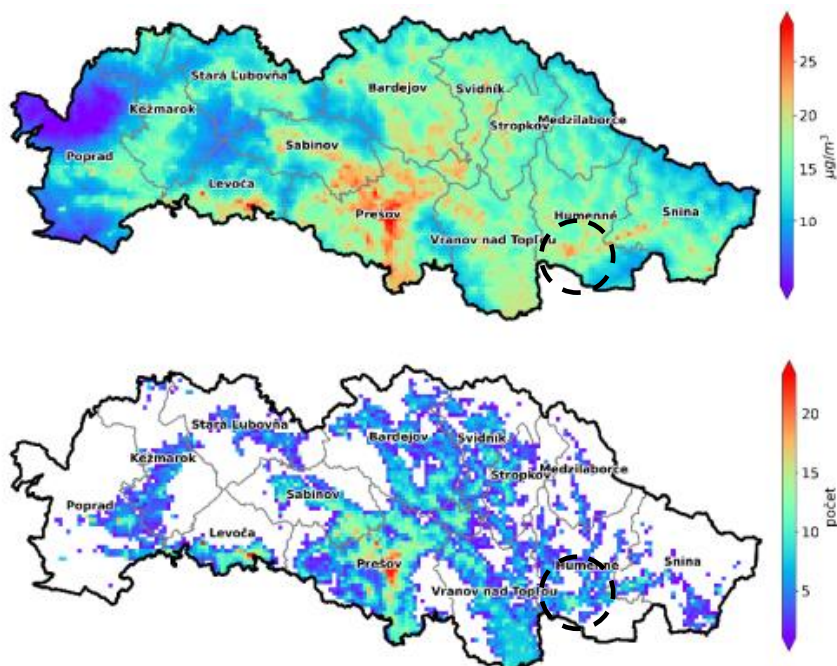 Stará Ľubovňa
Bardejov
Svidník
Kežmarok
Stropkov
Medzilaborce
Sabinov
Poprad
Levoča
Prešov
Humenné
Snina
Vranov nad Topľou
25
20
15
10
µg/m³
Stará Ľubovňa
Bardejov
Svidník
Kežmarok
Stropkov
Medzilaborce
Sabinov
Poprad
Levoča
Prešov
Humenné
Snina
Vranov nad Topľou
20
15
10
5
počet